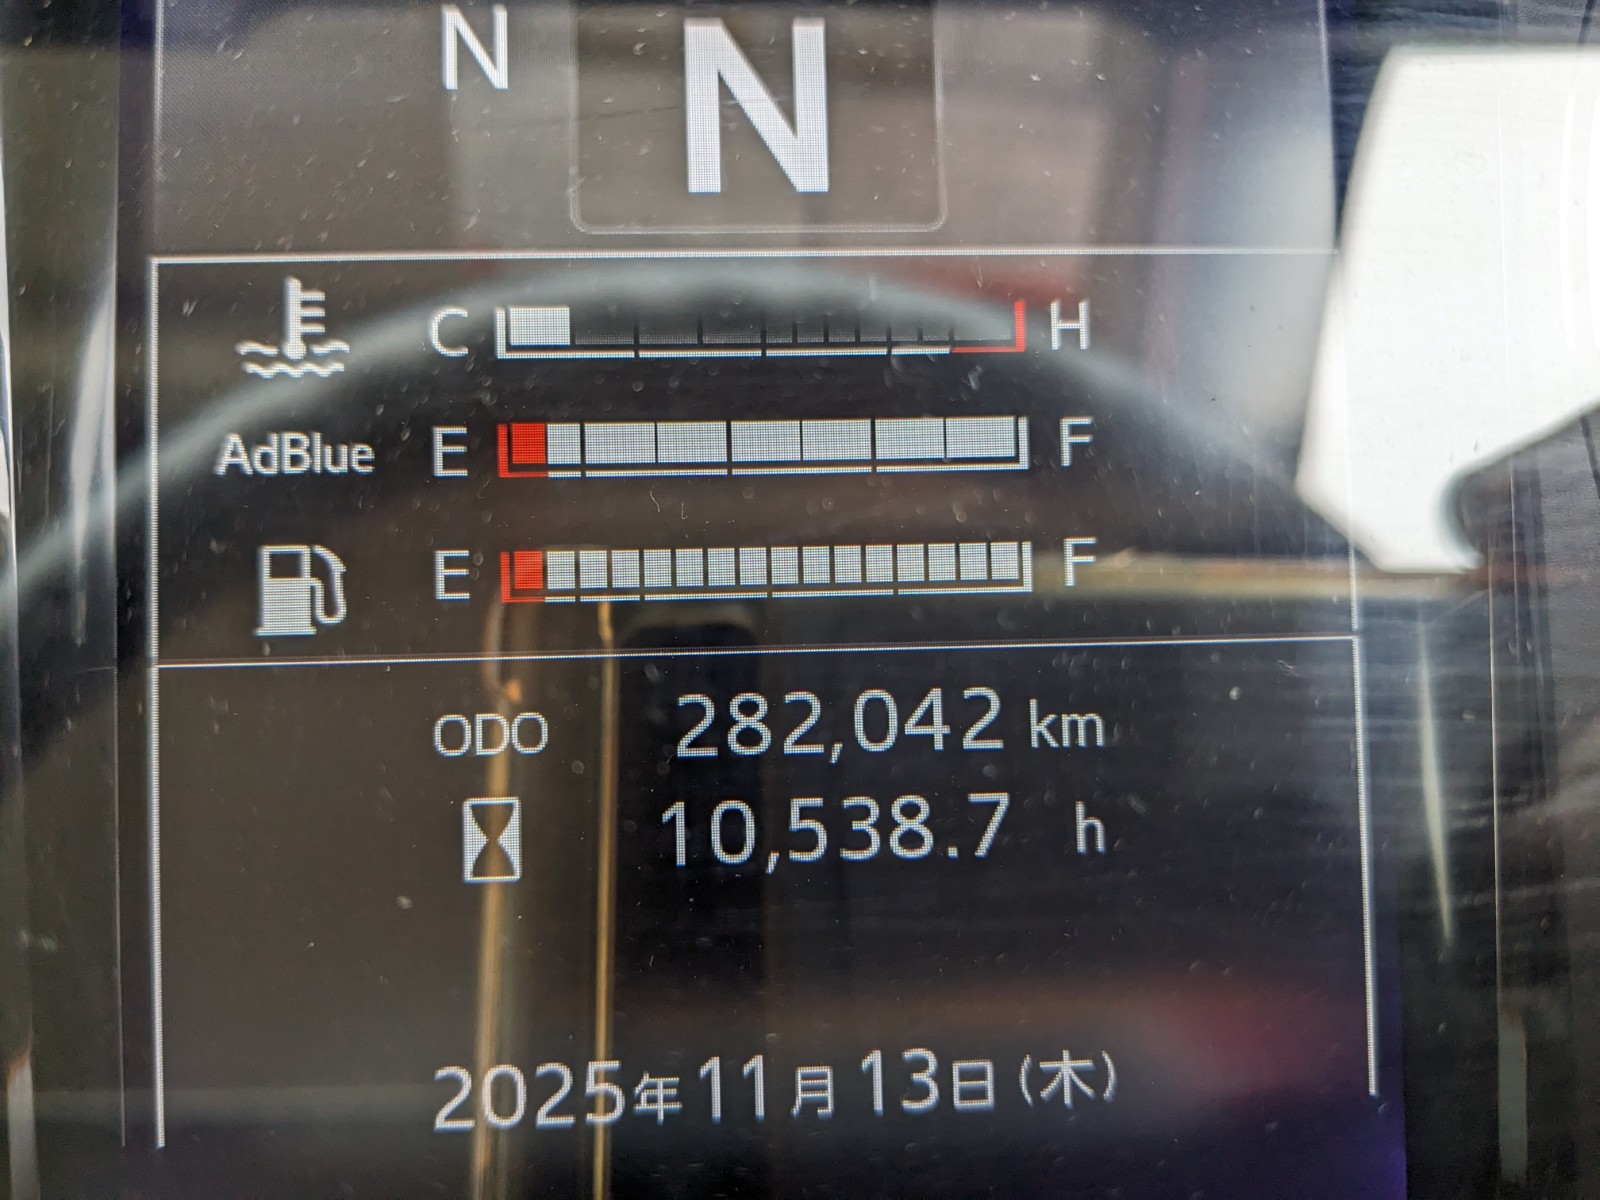 N N
C H
AdBlue E F
E F
ODO 282,042 km
10,538.7 h
2025年11月13日(木)